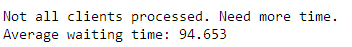 Not all clients processed. Need more time.
Average waiting time: 94.653